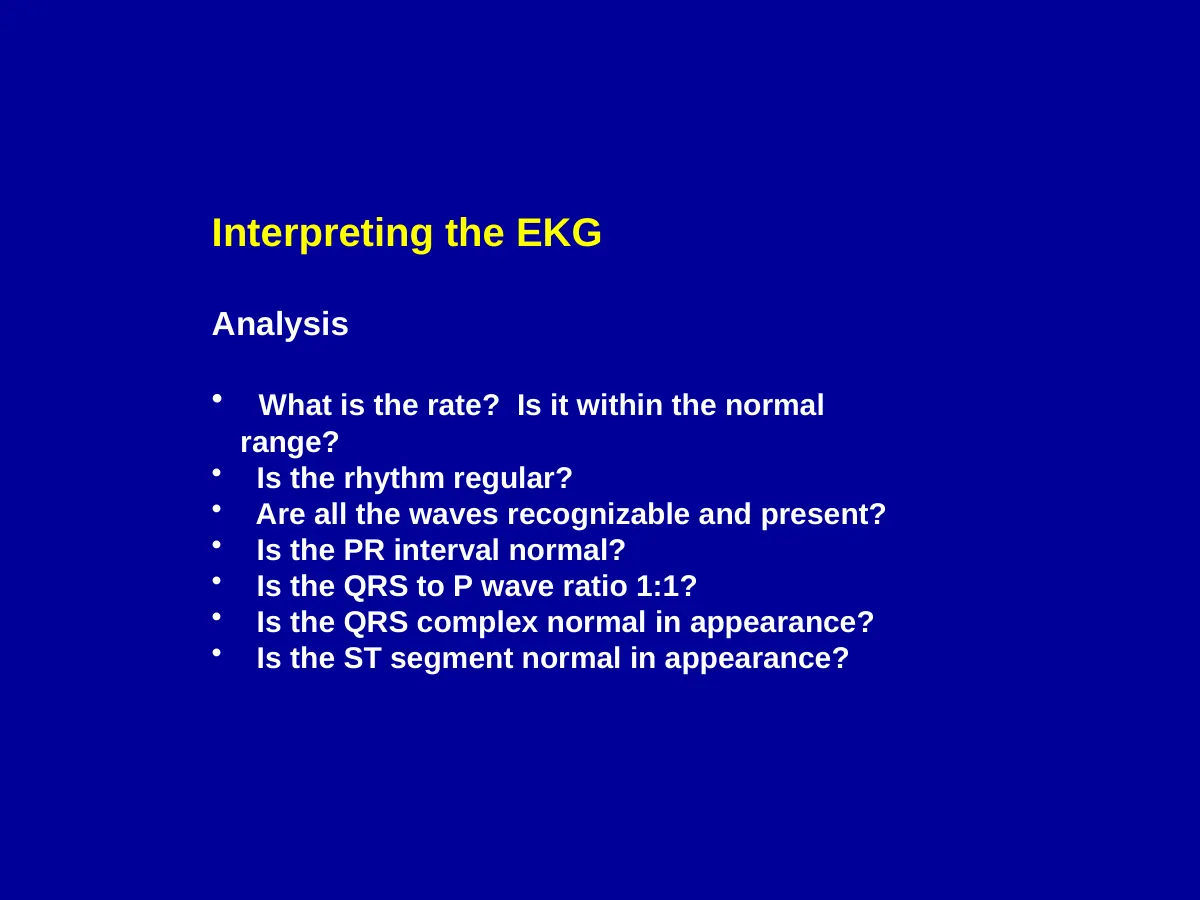 Interpreting the EKG
Analysis
• What is the rate?  Is it within the normal
range?
• Is the rhythm regular?
• Are all the waves recognizable and present?
• Is the PR interval normal?
• Is the QRS to P wave ratio 1:1?
• Is the QRS complex normal in appearance?
• Is the ST segment normal in appearance?